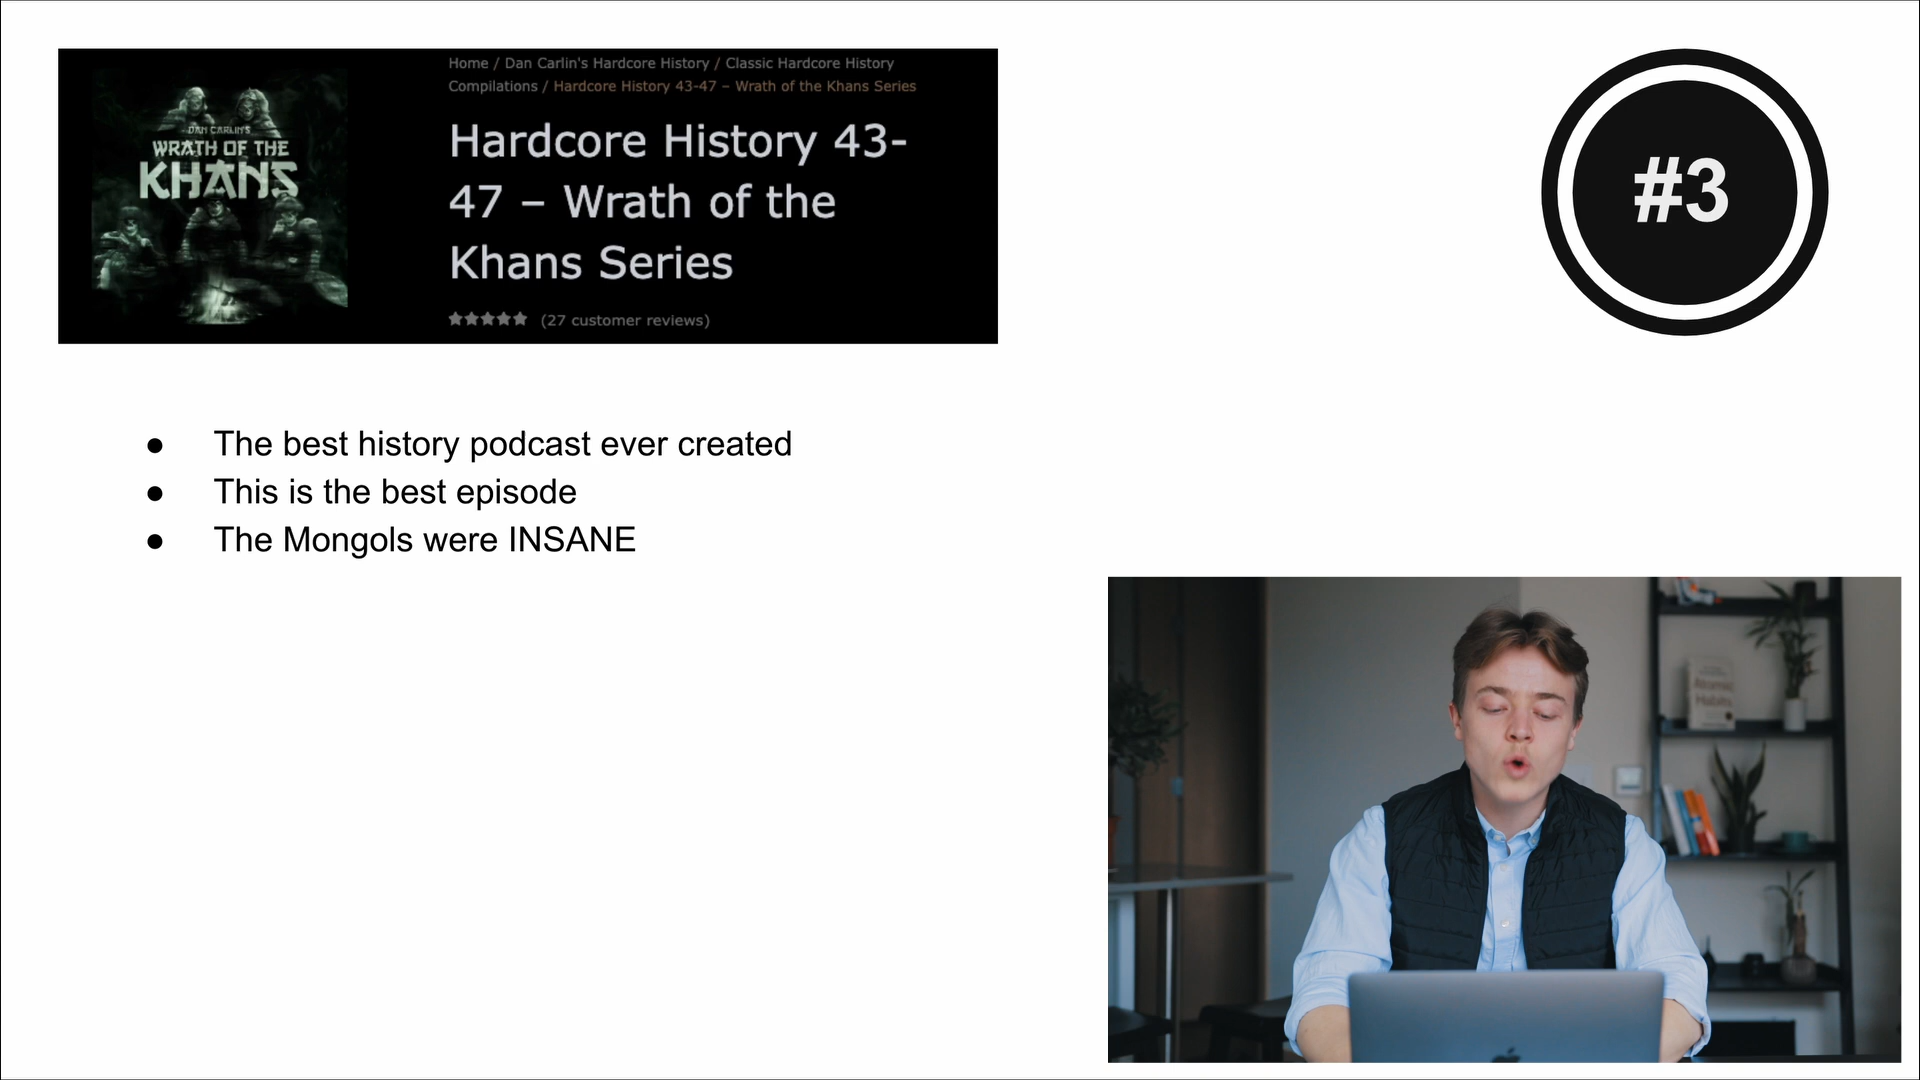 Home / Dan Carlin's Hardcore History / Classic Hardcore History
Compilations / Hardcore History 43-47 – Wrath of the Khans Series
DAN CARLIN'S
WRATH OF THE
KHANS
Hardcore History 43-
47 – Wrath of the
Khans Series
(27 customer reviews)
#3
● The best history podcast ever created
● This is the best episode
● The Mongols were INSANE
Atomic
Habits